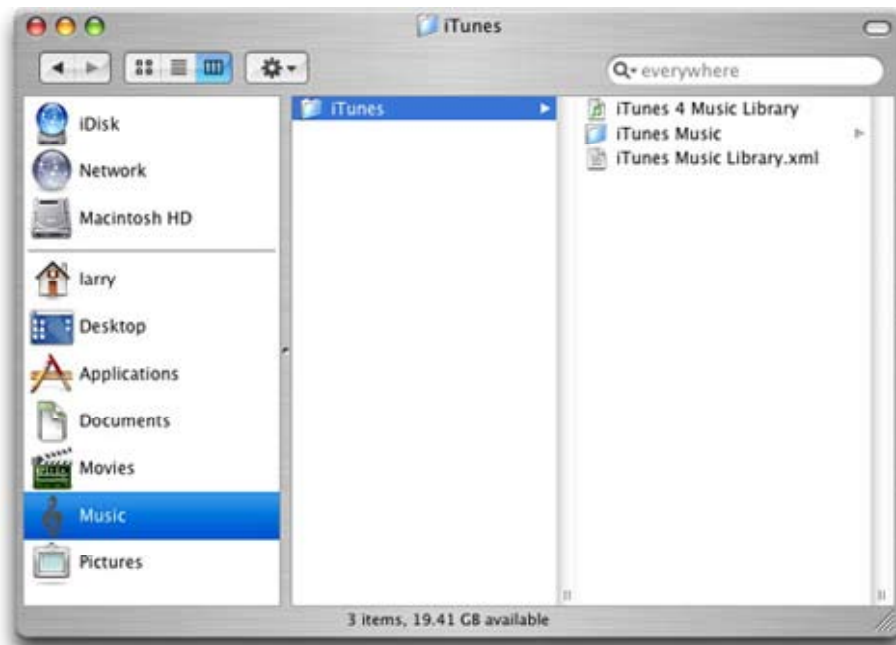 iTunes
everywhere
iDisk
Network
Macintosh HD
larry
Desktop
Applications
Documents
Movies
Music
Pictures
iTunes
iTunes 4 Music Library
iTunes Music
iTunes Music Library.xml
3 items, 19.41 GB available